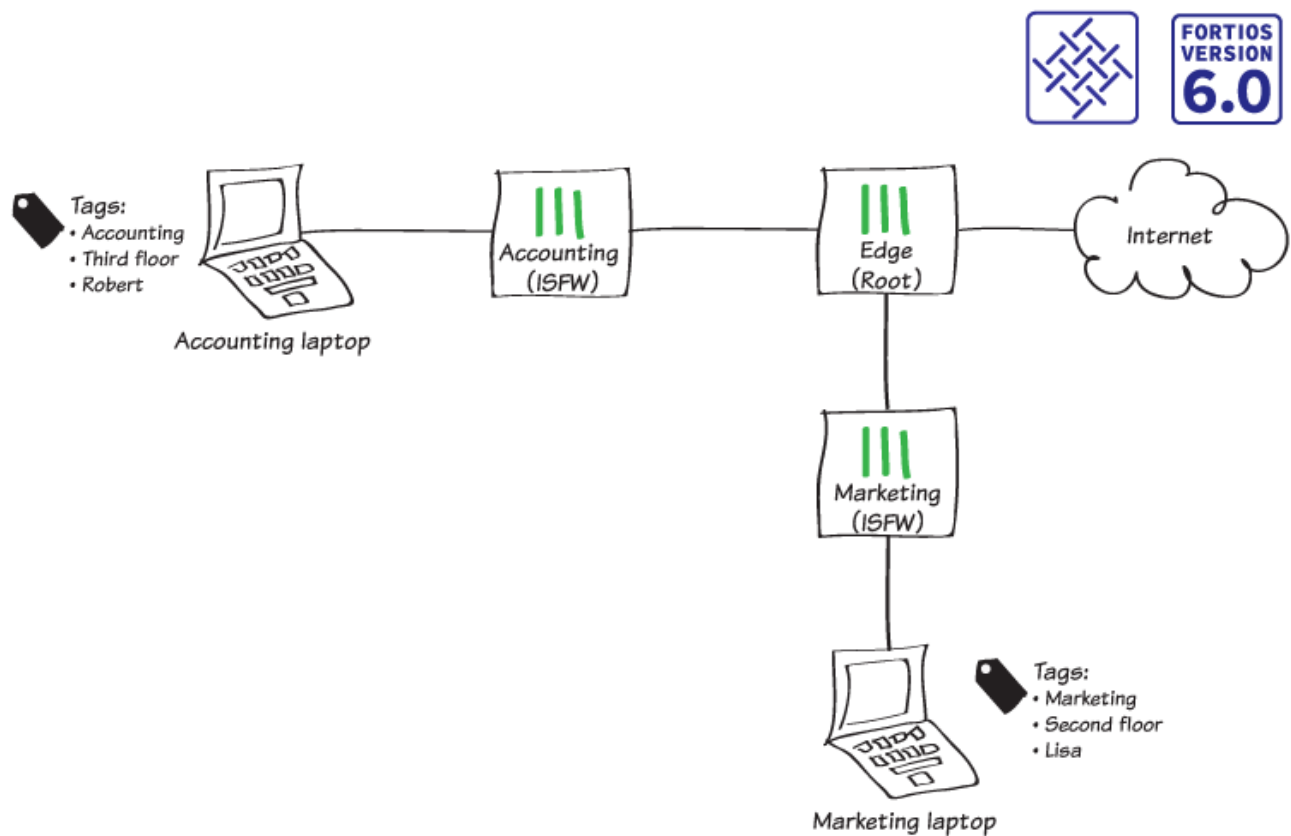 FORTIOS
VERSION
6.0
Tags:
• Accounting
• Third floor
• Robert
Accounting laptop
Accounting
(ISFW)
Edge
(Root)
Internet
Marketing
(ISFW)
Tags:
• Marketing
• Second floor
• Lisa
Marketing laptop